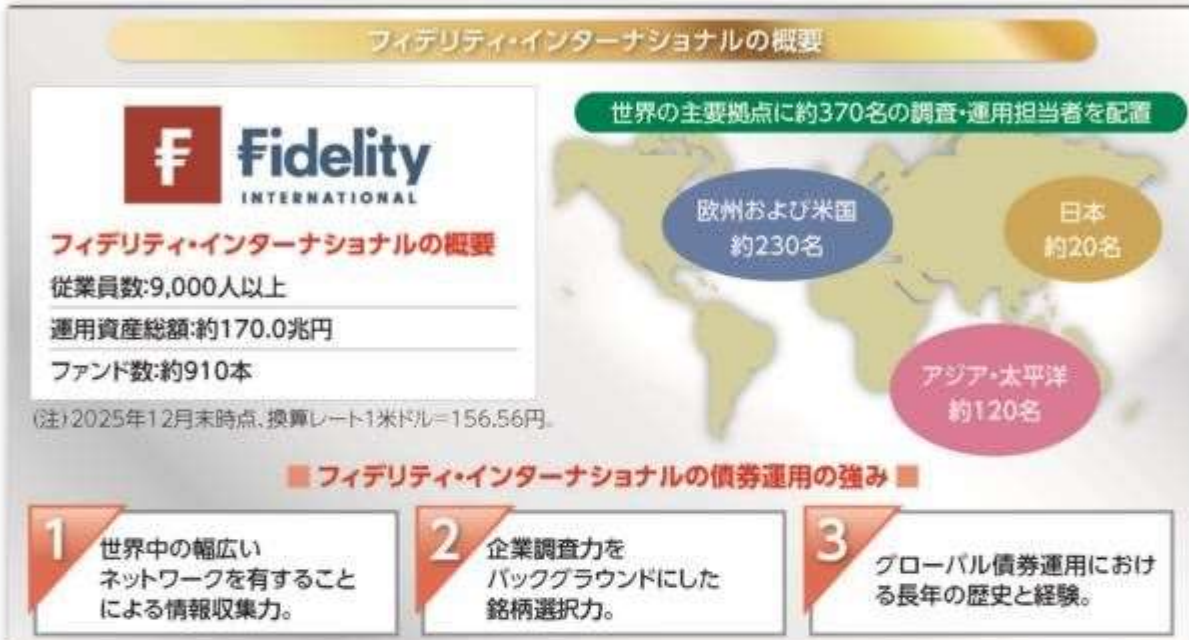 フィデリティ・インターナショナルの概要
Fidelity
INTERNATIONAL
フィデリティ・インターナショナルの概要
従業員数:9,000人以上
運用資産総額:約170.0兆円
ファンド数:約910本
(注)2025年12月末時点、換算レート1米ドル=156.56円。
世界の主要拠点に約370名の調査・運用担当者を配置
欧州および米国
約230名
日本
約20名
アジア・太平洋
約120名
■ フィデリティ・インターナショナルの債券運用の強み ■
1
世界中の幅広い
ネットワークを有すること
による情報収集力。
2
企業調査力を
バックグラウンドにした
銘柄選択力。
3
グローバル債券運用におけ
る長年の歴史と経験。